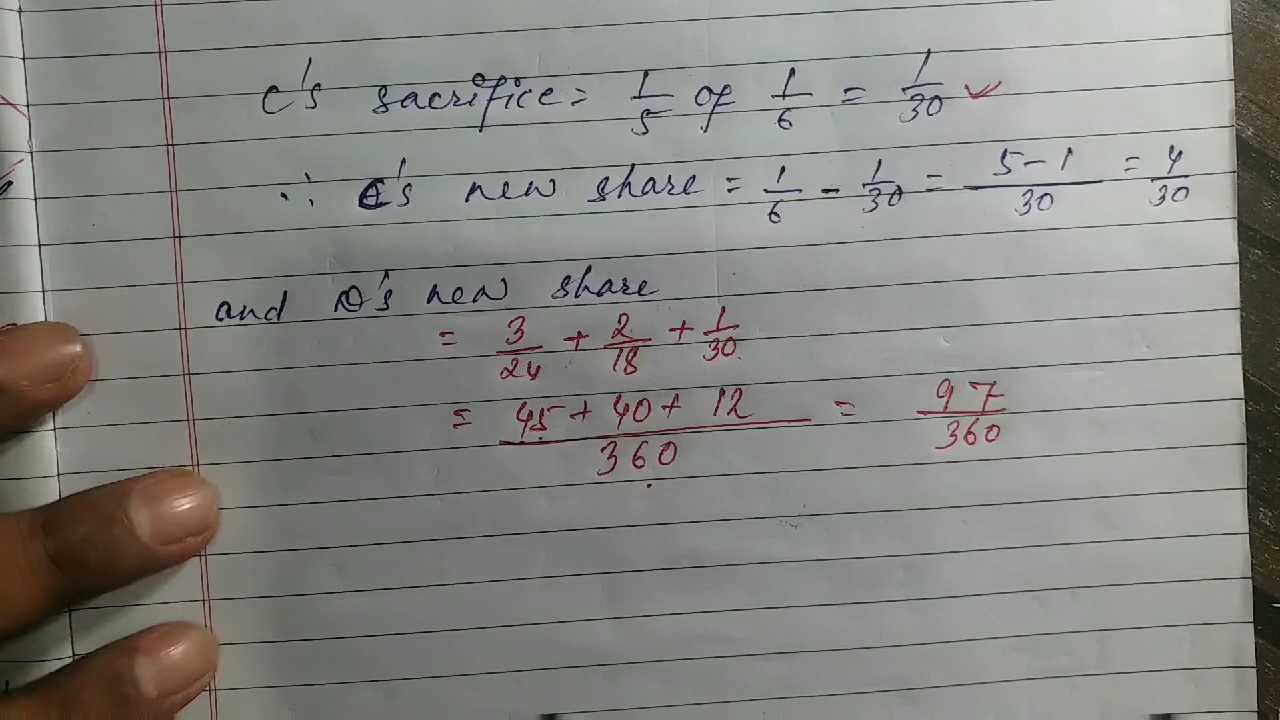 C's sacrifice = 1/5 of 1/6 = 1/30 ✓
∴ C's new share = 1/6 - 1/30 = 5-1/30 = 4/30
and D's new share
= 3/24 + 2/18 + 1/30
= 45 + 40 + 12/360 = 97/360